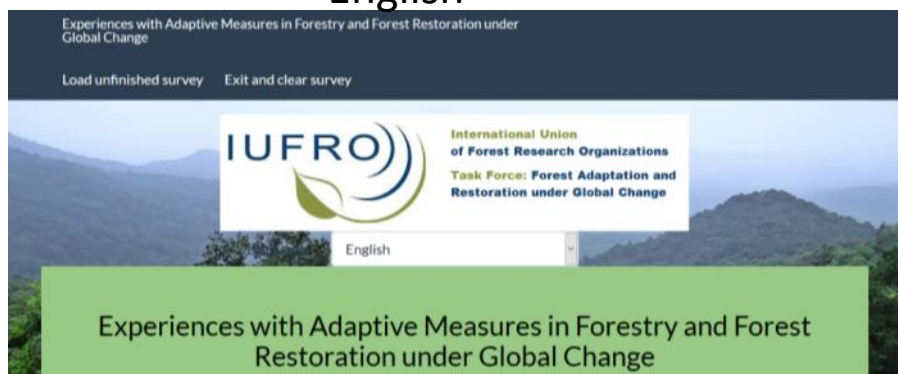 English
Experiences with Adaptive Measures in Forestry and Forest Restoration under
Global Change
Load unfinished survey Exit and clear survey
IUFRO
International Union
of Forest Research Organizations
Task Force: Forest Adaptation and
Restoration under Global Change
English
Experiences with Adaptive Measures in Forestry and Forest
Restoration under Global Change